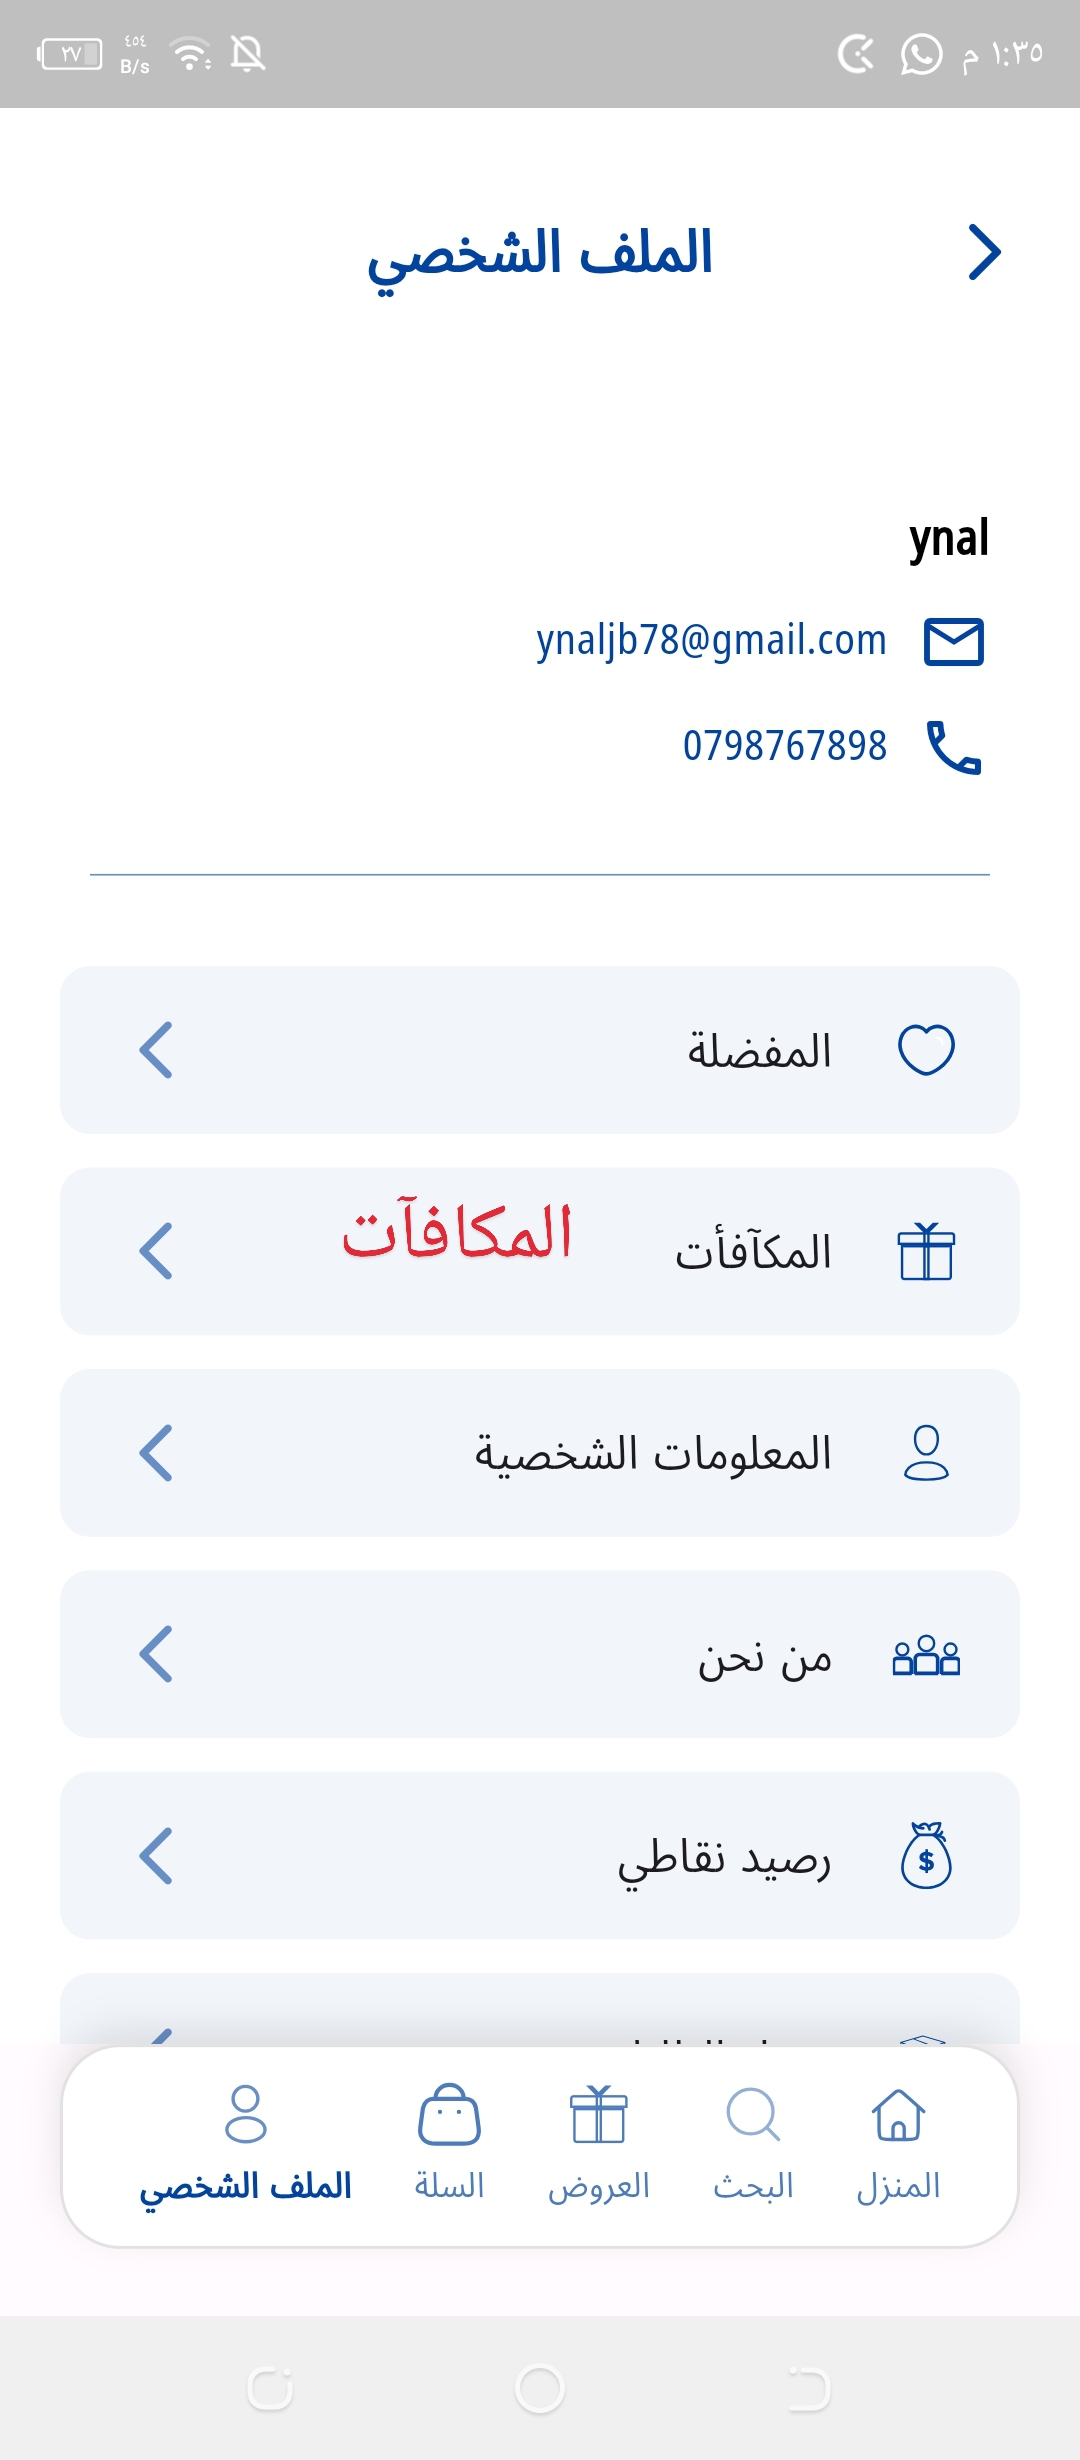 ١:٣٥ م
٤٥٤
B/s
٢٧
الملف الشخصي
ynal
ynaljb78@gmail.com
0798767898
المفضلة
المكآفأت
المكافآت
المعلومات الشخصية
من نحن
رصيد نقاطي
المنزل
البحث
العروض
السلة
الملف الشخصي